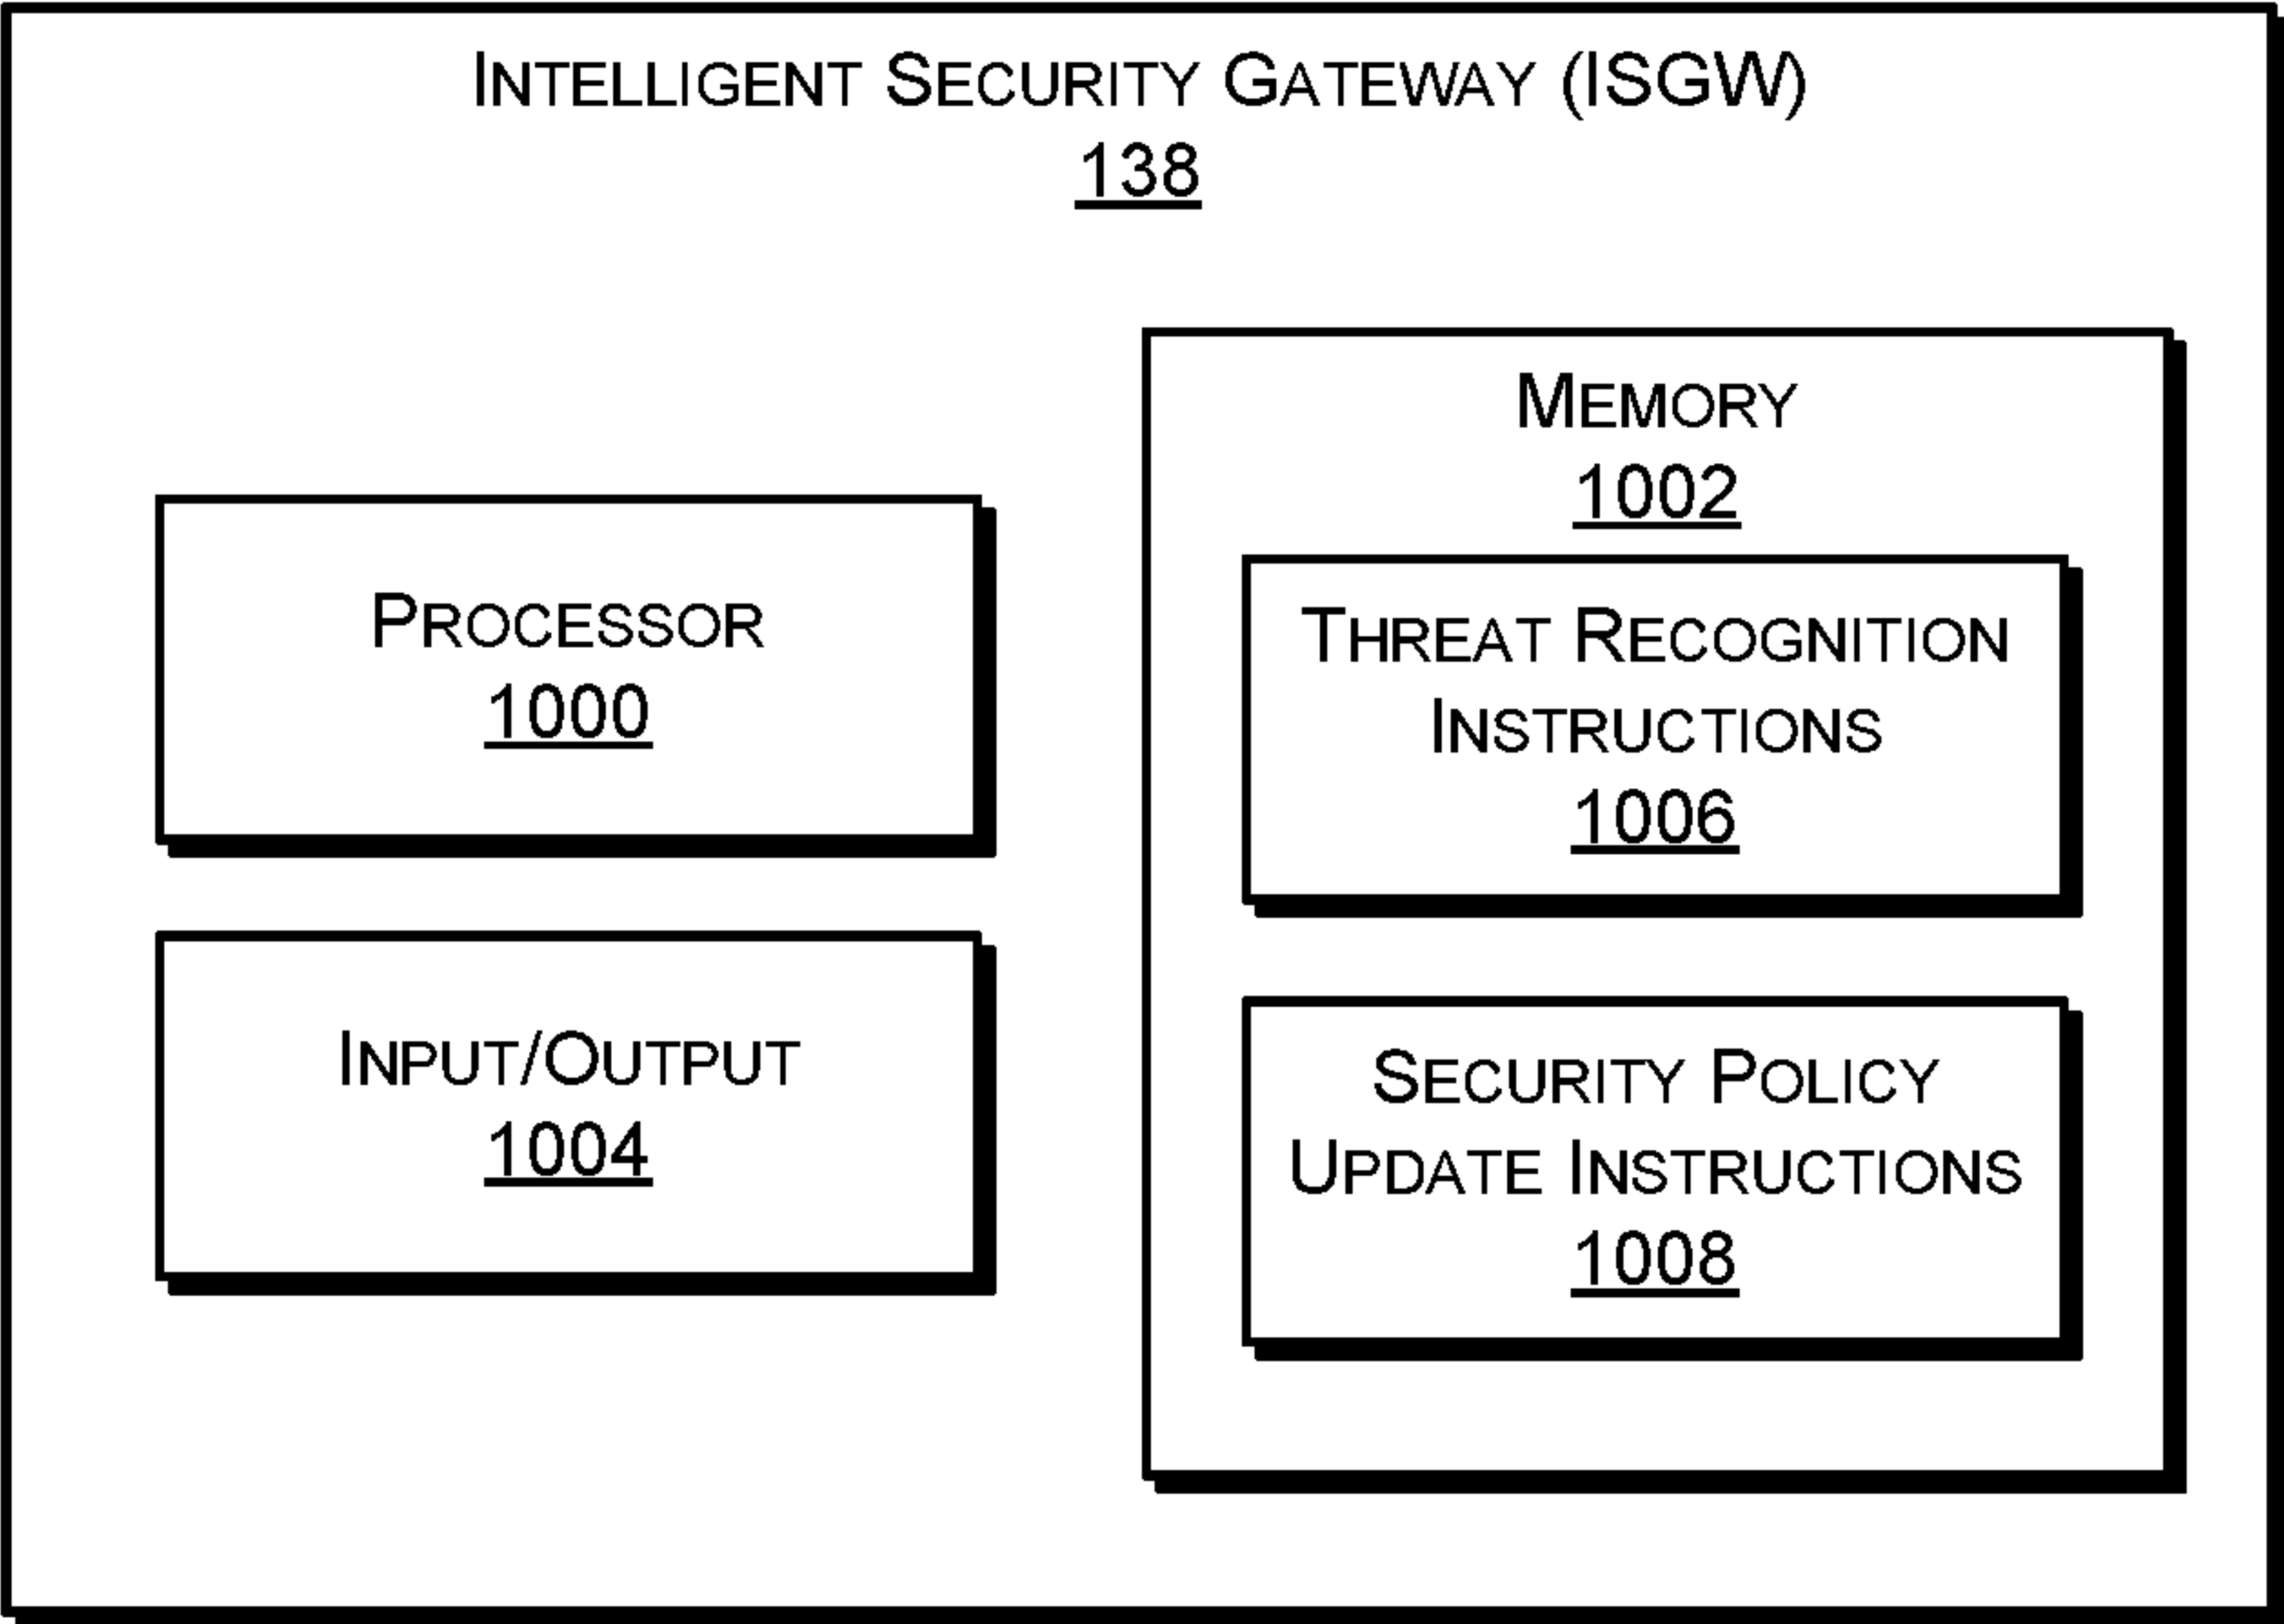 INTELLIGENT SECURITY GATEWAY (ISGW)
138
PROCESSOR
1000
INPUT/OUTPUT
1004
MEMORY
1002
THREAT RECOGNITION
INSTRUCTIONS
1006
SECURITY POLICY
UPDATE INSTRUCTIONS
1008